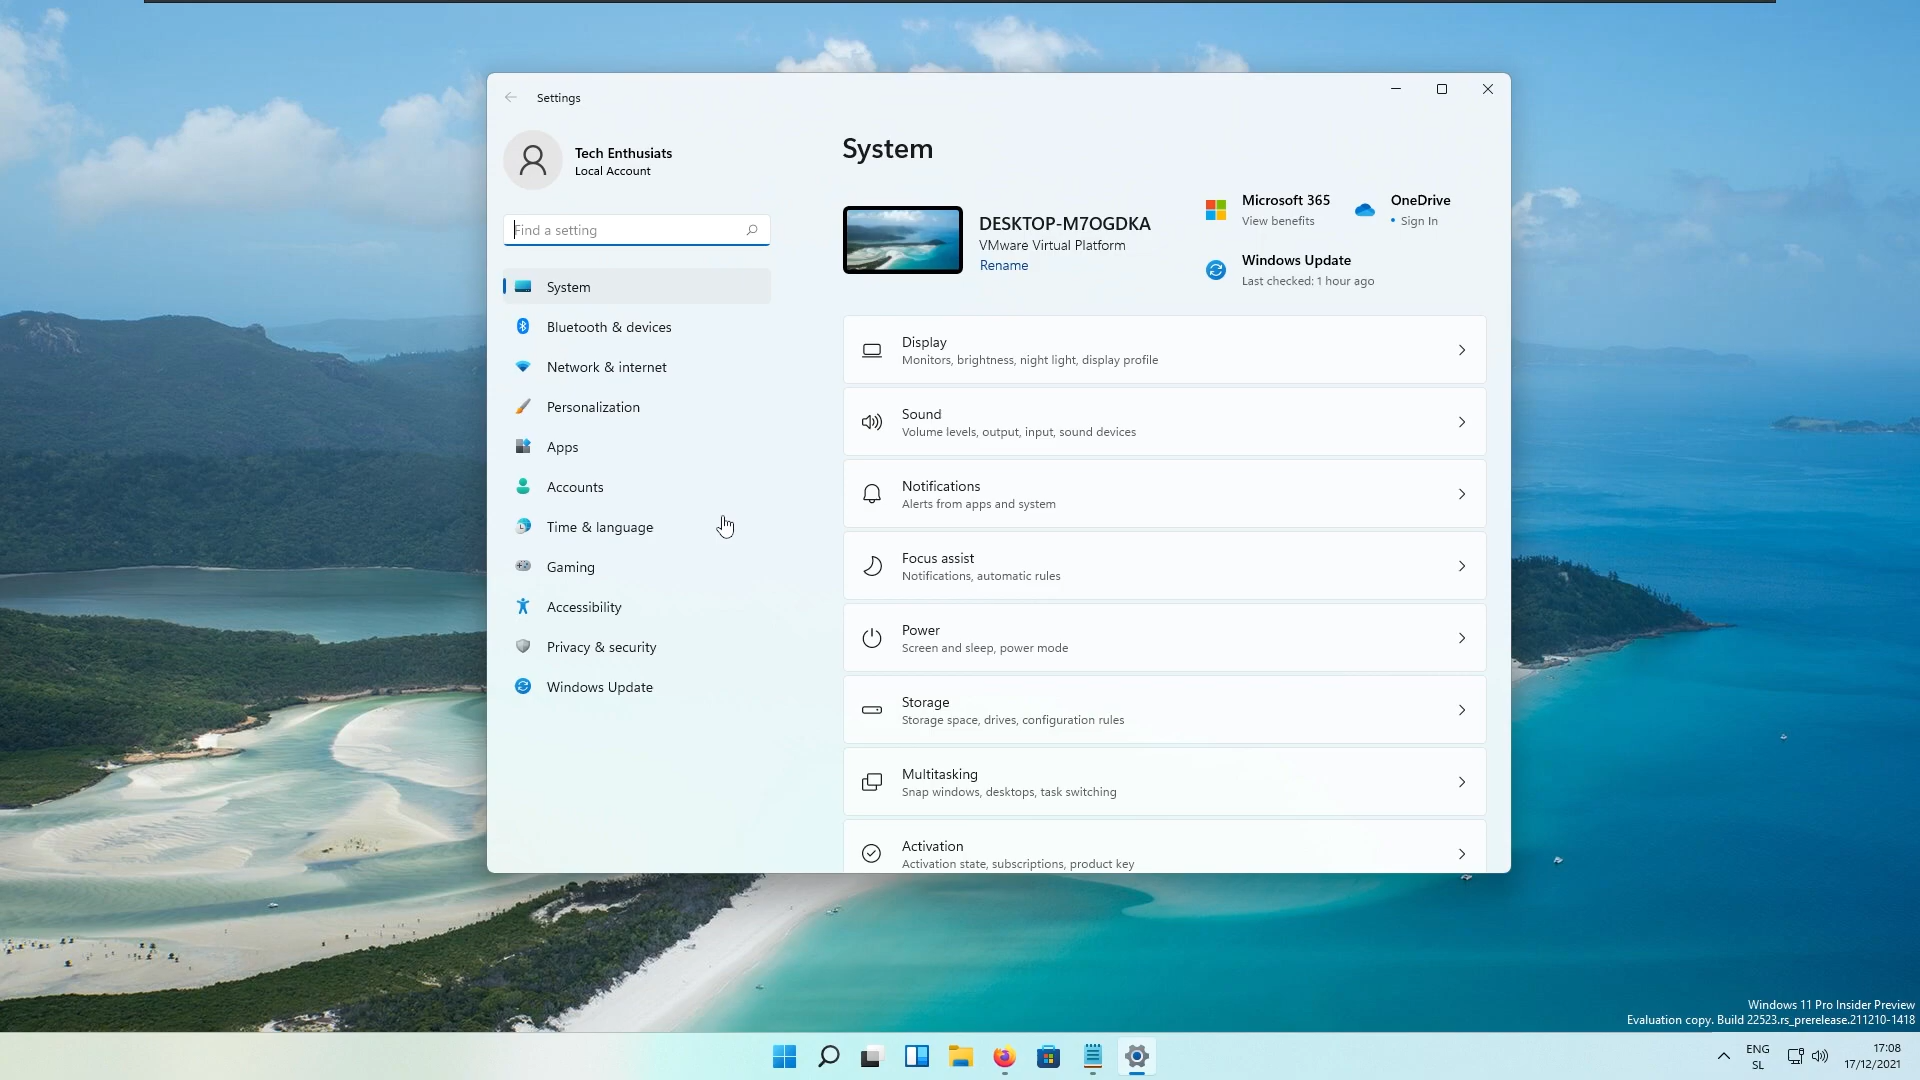 Settings
Tech Enthusiats
Local Account
Find a setting
System
Bluetooth & devices
Network & internet
Personalization
Apps
Accounts
Time & language
Gaming
Accessibility
Privacy & security
Windows Update
System
DESKTOP-M7OGDKA
VMware Virtual Platform
Rename
Microsoft 365
View benefits
OneDrive
Sign In
Windows Update
Last checked: 1 hour ago
Display
Monitors, brightness, night light, display profile
Sound
Volume levels, output, input, sound devices
Notifications
Alerts from apps and system
Focus assist
Notifications, automatic rules
Power
Screen and sleep, power mode
Storage
Storage space, drives, configuration rules
Multitasking
Snap windows, desktops, task switching
Activation
Activation state, subscriptions, product key
Windows 11 Pro Insider Preview
Evaluation copy. Build 22523.rs_prerelease.211210-1418
ENG
SL
17:08
17/12/2021